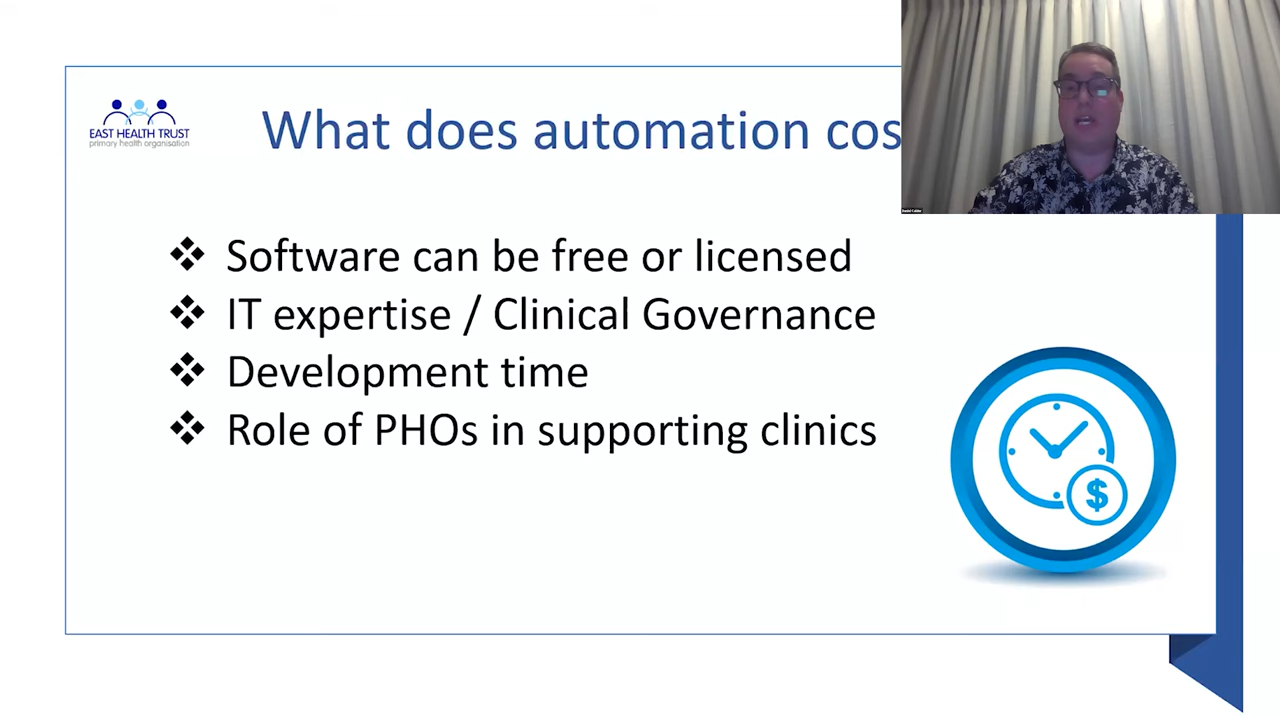 EAST HEALTH TRUST
primary health organisation
What does automation cos
❖ Software can be free or licensed
❖ IT expertise / Clinical Governance
❖ Development time
❖ Role of PHOs in supporting clinics
$